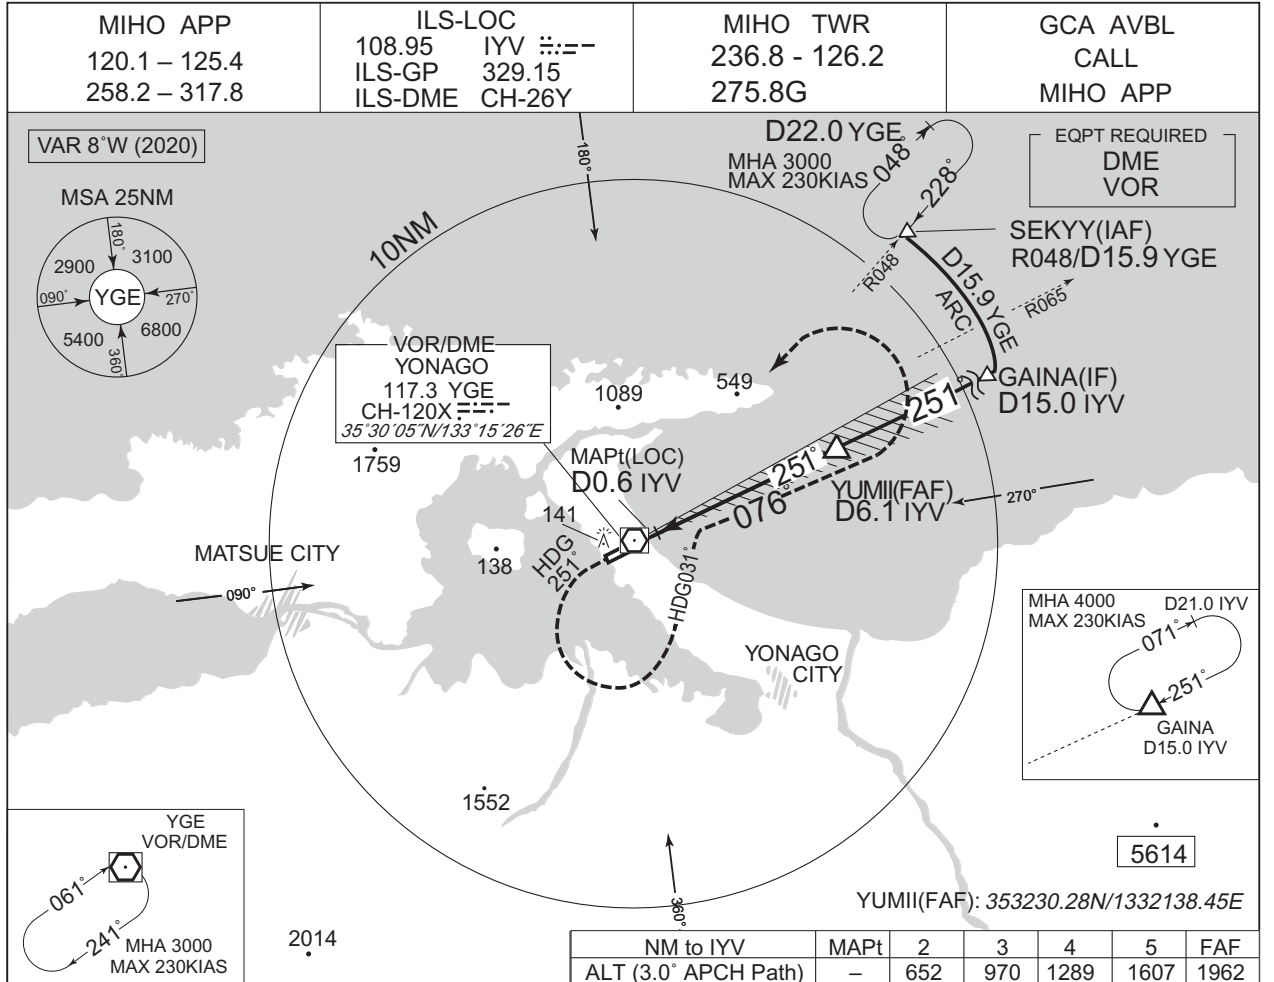 MIHO APP
120.1 – 125.4
258.2 – 317.8
ILS-LOC
108.95 IYV
ILS-GP 329.15
ILS-DME CH-26Y
MIHO TWR
236.8 - 126.2
275.8G
GCA AVBL
CALL
MIHO APP
VAR 8°W (2020)
MSA 25NM
180°
2900
3100
090°
YGE
270°
5400
6800
360°
180°
10NM
D22.0 YGE
MHA 3000
MAX 230KIAS
048°
228°
EQPT REQUIRED
DME
VOR
SEKYY(IAF)
R048/D15.9 YGE
R048
D15.9 YGE
ARC
R065
VOR/DME
YONAGO
117.3 YGE
CH-120X
35°30´05˝N/133°15´26˝E
1089
549
251°
GAINA(IF)
D15.0 IYV
1759
MAPt(LOC)
D0.6 IYV
251°
YUMII(FAF)
D6.1 IYV
270°
076°
141
138
HDG
251°
HDG031°
MATSUE CITY
090°
YONAGO
CITY
MHA 4000
MAX 230KIAS
D21.0 IYV
071°
251°
GAINA
D15.0 IYV
1552
5614
YGE
VOR/DME
061°
241°
MHA 3000
MAX 230KIAS
2014
360°
YUMII(FAF): 353230.28N/1332138.45E
NM to IYV MAPt 2 3 4 5 FAF
ALT (3.0° APCH Path) – 652 970 1289 1607 1962